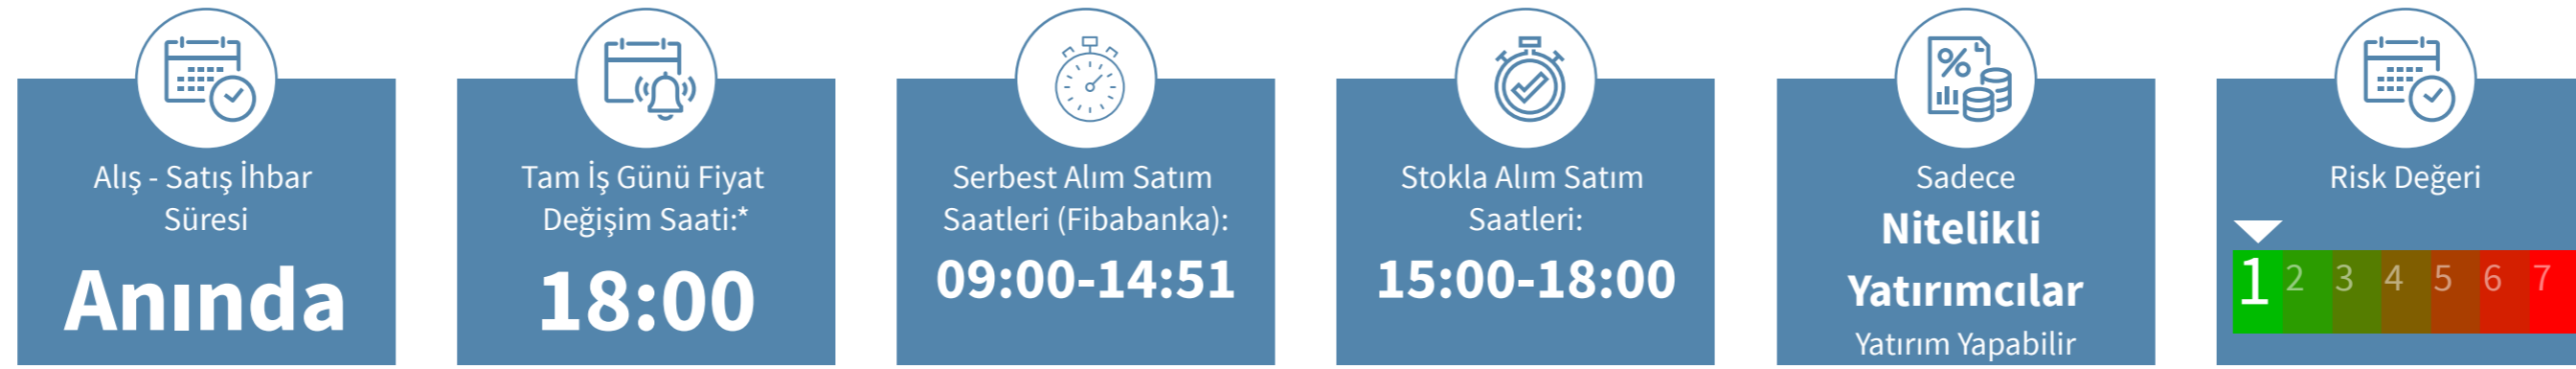 Alış - Satış İhbar
Süresi
Anında
Tam İş Günü Fiyat
Değişim Saati:*
18:00
Serbest Alım Satım
Saatleri (Fibabanka):
09:00-14:51
Stokla Alım Satım
Saatleri:
15:00-18:00
%
Sadece
Nitelikli
Yatırımcılar
Yatırım Yapabilir
Risk Değeri
1 2 3 4 5 6 7